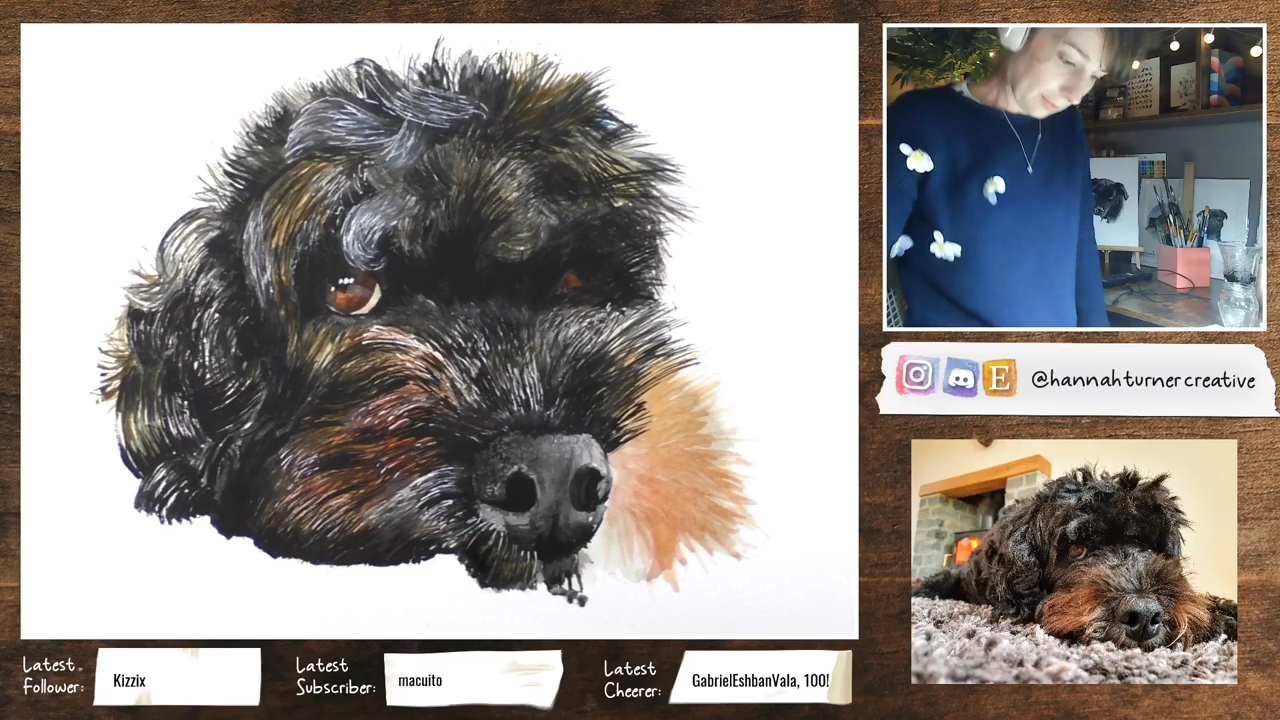 @hannahturnercreative
Latest
Follower:
Kizzix
Latest
Subscriber:
macuito
Latest
Cheerer:
GabrielEshbanVala, 100!